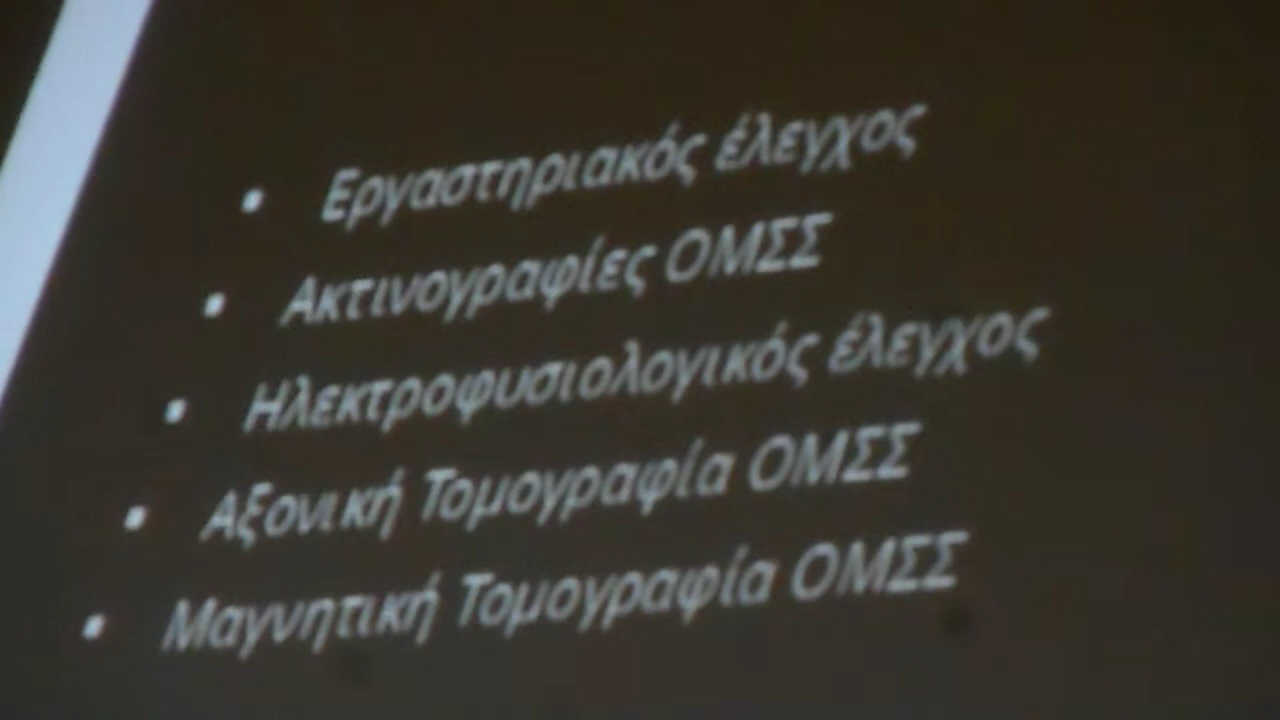 ▪ Εργαστηριακός έλεγχος
▪ Ακτινογραφίες ΟΜΣΣ
▪ Ηλεκτροφυσιολογικός έλεγχος
▪ Αξονική Τομογραφία ΟΜΣΣ
▪ Μαγνητική Τομογραφία ΟΜΣΣ